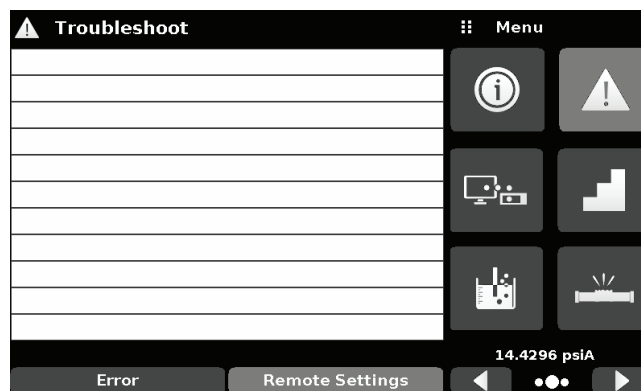 Troubleshoot
Menu
14.4296 psiA
Error
Remote Settings